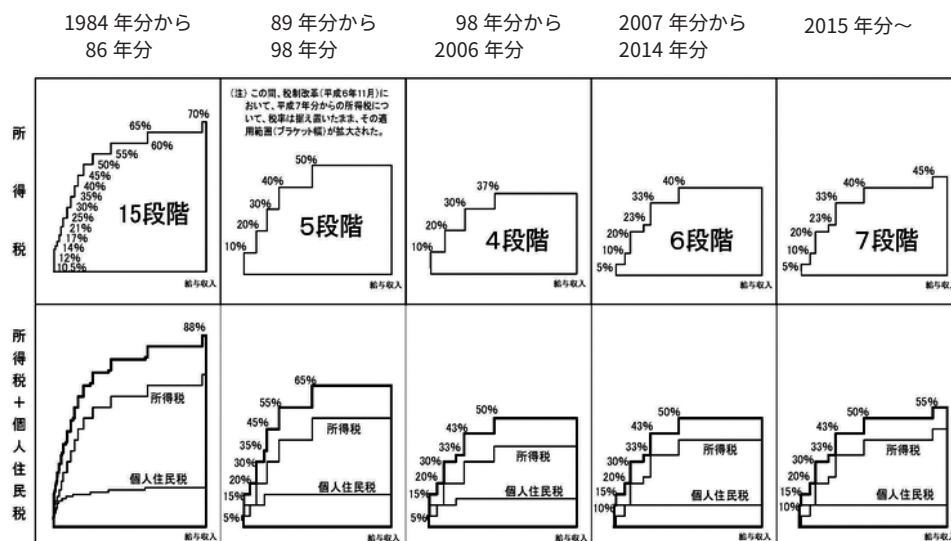 1984 年分から
86 年分
89 年分から
98 年分
98 年分から
2006 年分
2007 年分から
2014 年分
2015 年分～
所得税
70%
65%
60%
55%
50%
45%
40%
35%
30%
25%
21%
17%
14%
12%
10.5%
15段階
給与収入
(注) この間、税制改革(平成6年11月)に
おいて、平成7年分からの所得税につ
いて、税率は据え置いたまま、その適
用範囲(ブラケット幅)が拡大された。
50%
40%
30%
20%
10%
5段階
給与収入
37%
30%
20%
10%
4段階
給与収入
40%
33%
23%
20%
10%
5%
6段階
給与収入
45%
40%
33%
23%
20%
10%
5%
7段階
給与収入
所得税+個人住民税
88%
所得税
個人住民税
給与収入
65%
55%
45%
35%
30%
20%
15%
5%
所得税
個人住民税
給与収入
50%
43%
33%
30%
20%
15%
5%
所得税
個人住民税
給与収入
50%
43%
33%
30%
20%
15%
10%
所得税
個人住民税
給与収入
55%
50%
43%
33%
30%
20%
15%
10%
所得税
個人住民税
給与収入